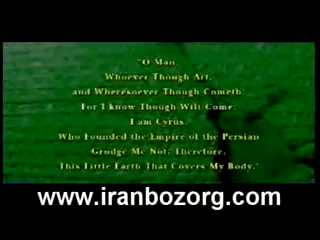 "O Man,
Whoever Though Art,
and Wheresoever Though Cometh,
For I know Though Wilt Come;
I am Cyrus,
Who Founded the Empire of the Persian
Grudge Me Not, Therefore,
This Little Earth That Covers My Body."
www.iranbozorg.com